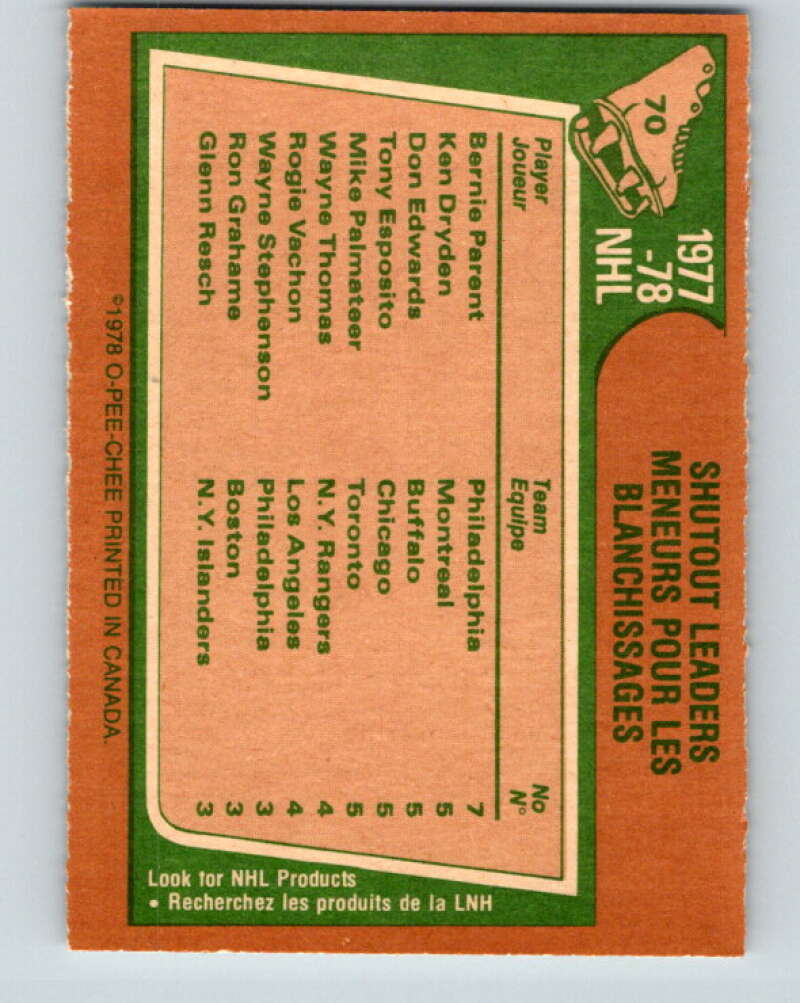 70
1977
-78
NHL
SHUTOUT LEADERS
MENEURS POUR LES
BLANCHISSAGES
Player Team No
Joueur Equipe N°
Bernie Parent Philadelphia 7
Ken Dryden Montreal 5
Don Edwards Buffalo 5
Tony Esposito Chicago 5
Mike Palmateer Toronto 5
Wayne Thomas N.Y. Rangers 4
Rogie Vachon Los Angeles 4
Wayne Stephenson Philadelphia 3
Ron Grahame Boston 3
Glenn Resch N.Y. Islanders 3
©1978 O-PEE-CHEE PRINTED IN CANADA.
Look for NHL Products
• Recherchez les produits de la LNH